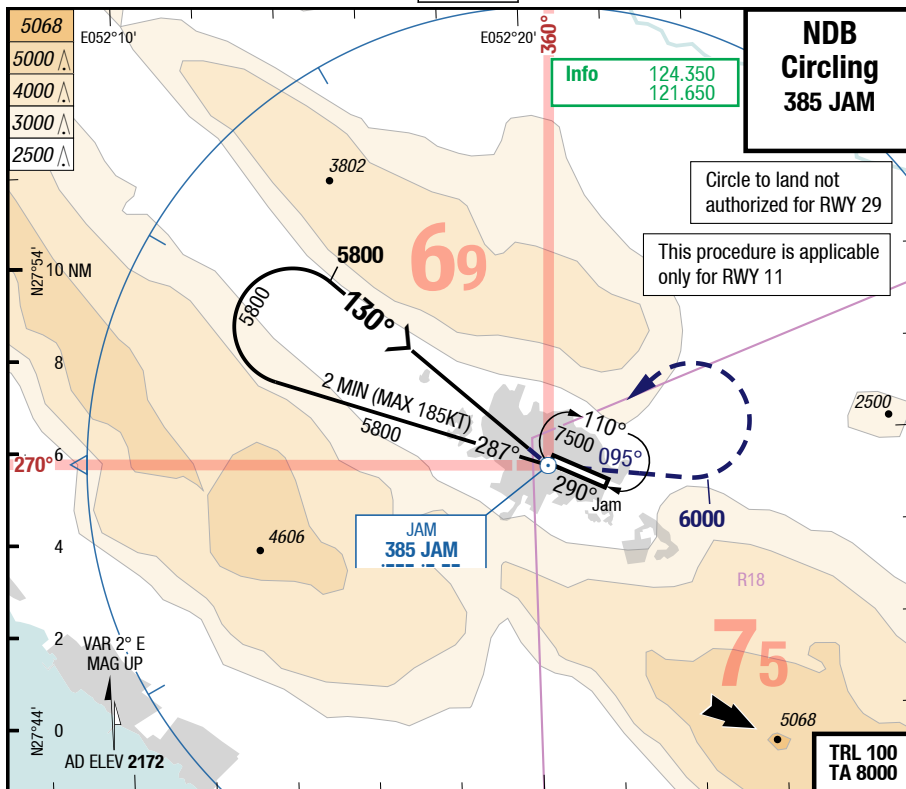 5068
5000
4000
3000
2500
E052°10'
E052°20'
360°
Info 124.350
121.650
NDB
Circling
385 JAM
3802
Circle to land not
authorized for RWY 29
This procedure is applicable
only for RWY 11
69
N27°54'
10 NM
5800
5800
130°
8
2 MIN (MAX 185KT)
5800
287°
110°
7500
095°
2500
6
270°
290°
Jam
6000
JAM
385 JAM
4606
4
R18
75
2
VAR 2° E
MAG UP
N27°44'
0
5068
AD ELEV 2172
TRL 100
TA 8000